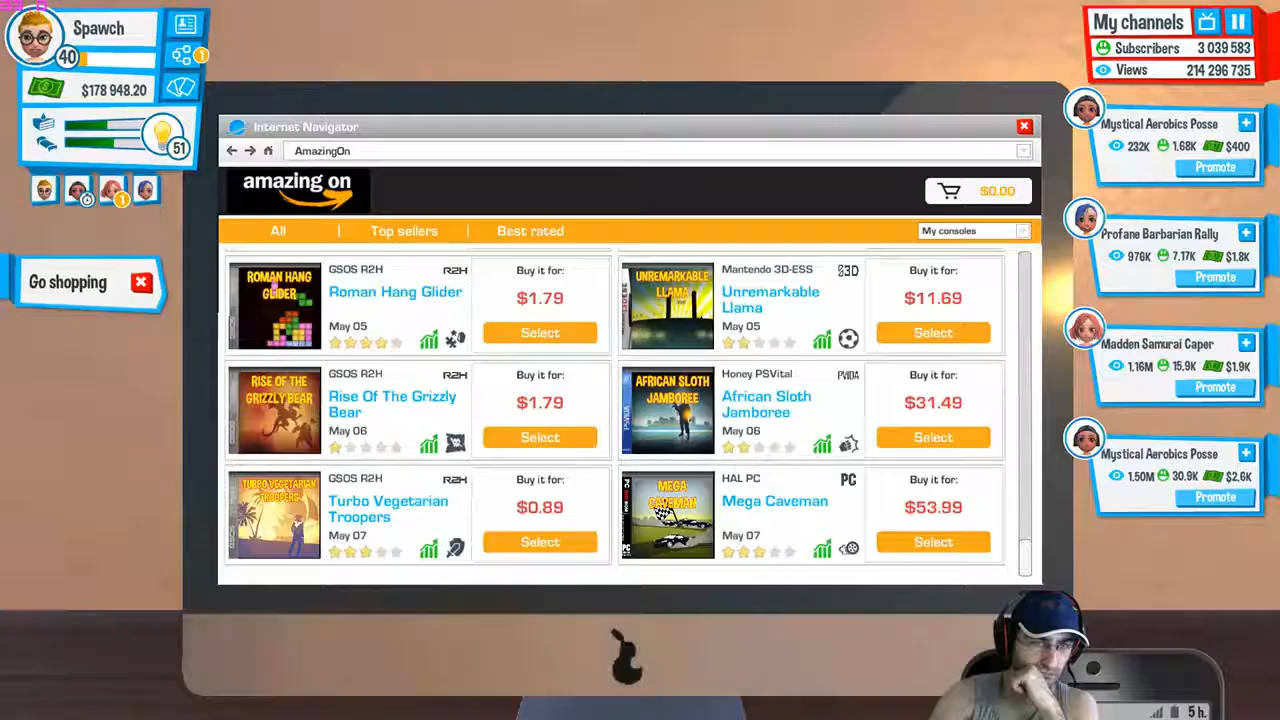 Spawch
40
1
$178 948.20
51
1
Go shopping
Internet Navigator
AmazingOn
amazing on
$0.00
All | Top sellers | Best rated
My consoles
ROMAN HANG GLIDER
GSOS R2H
R2H
Roman Hang Glider
May 05
Buy it for:
$1.79
Select
UNREMARKABLE LLAMA
Mantendo 3D-ESS
S3D
Unremarkable
Llama
May 05
Buy it for:
$11.69
Select
RISE OF THE
GRIZZLY BEAR
GSOS R2H
R2H
Rise Of The Grizzly
Bear
May 06
Buy it for:
$1.79
Select
AFRICAN SLOTH
JAMBOREE
Honey PSVital
PVIDA
African Sloth
Jamboree
May 06
Buy it for:
$31.49
Select
TURBO VEGETARIAN
TROOPERS
GSOS R2H
R2H
Turbo Vegetarian
Troopers
May 07
Buy it for:
$0.89
Select
MEGA
CAVEMAN
HAL PC
PC
Mega Caveman
May 07
Buy it for:
$53.99
Select
My channels
Subscribers 3 039 583
Views 214 296 735
Mystical Aerobics Posse
232K 1.68K $400
Promote
Profane Barbarian Rally
976K 7.17K $1.8K
Promote
Madden Samurai Caper
1.16M 15.9K $1.9K
Promote
Mystical Aerobics Posse
1.50M 30.9K $2.6K
Promote
5 h.